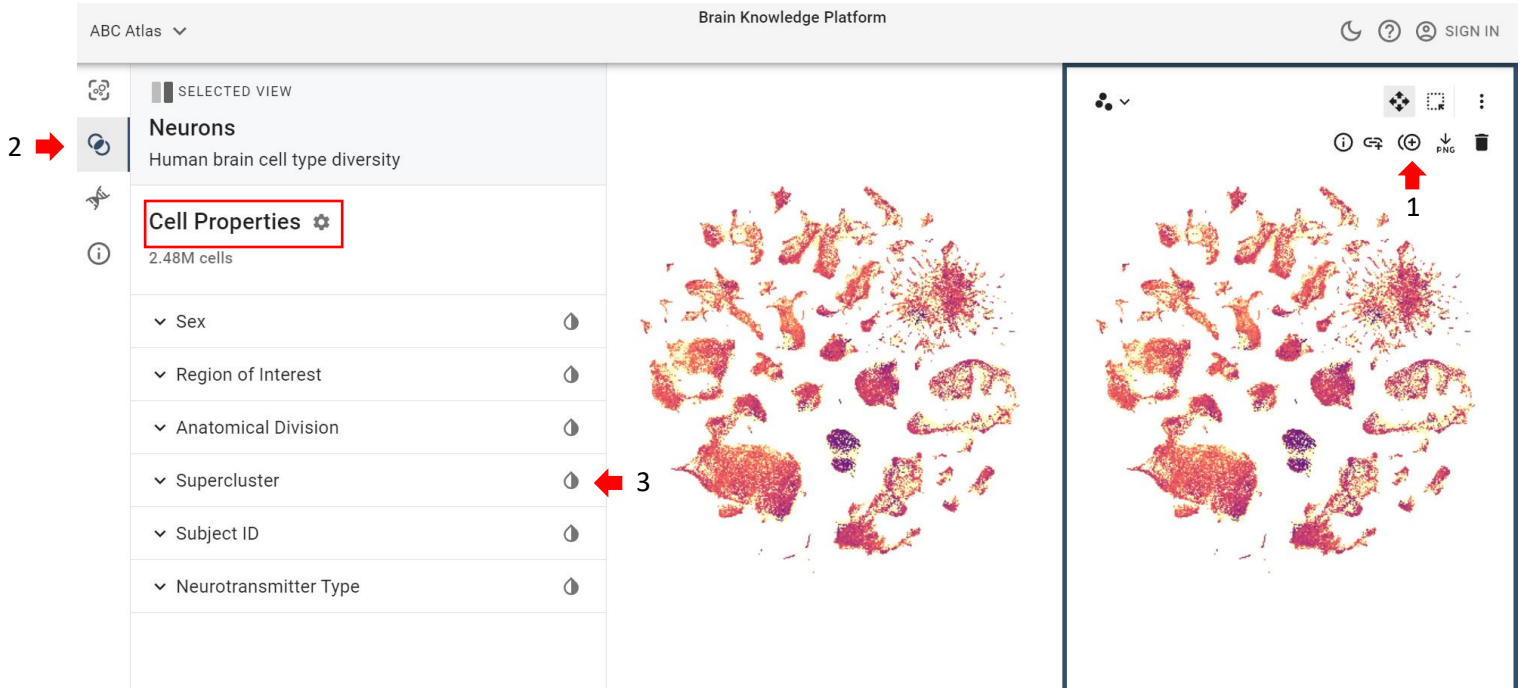 ABC Atlas
Brain Knowledge Platform
SIGN IN
SELECTED VIEW
Neurons
Human brain cell type diversity
2
Cell Properties
2.48M cells
Sex
Region of Interest
Anatomical Division
Supercluster
3
Subject ID
Neurotransmitter Type
PNG
1